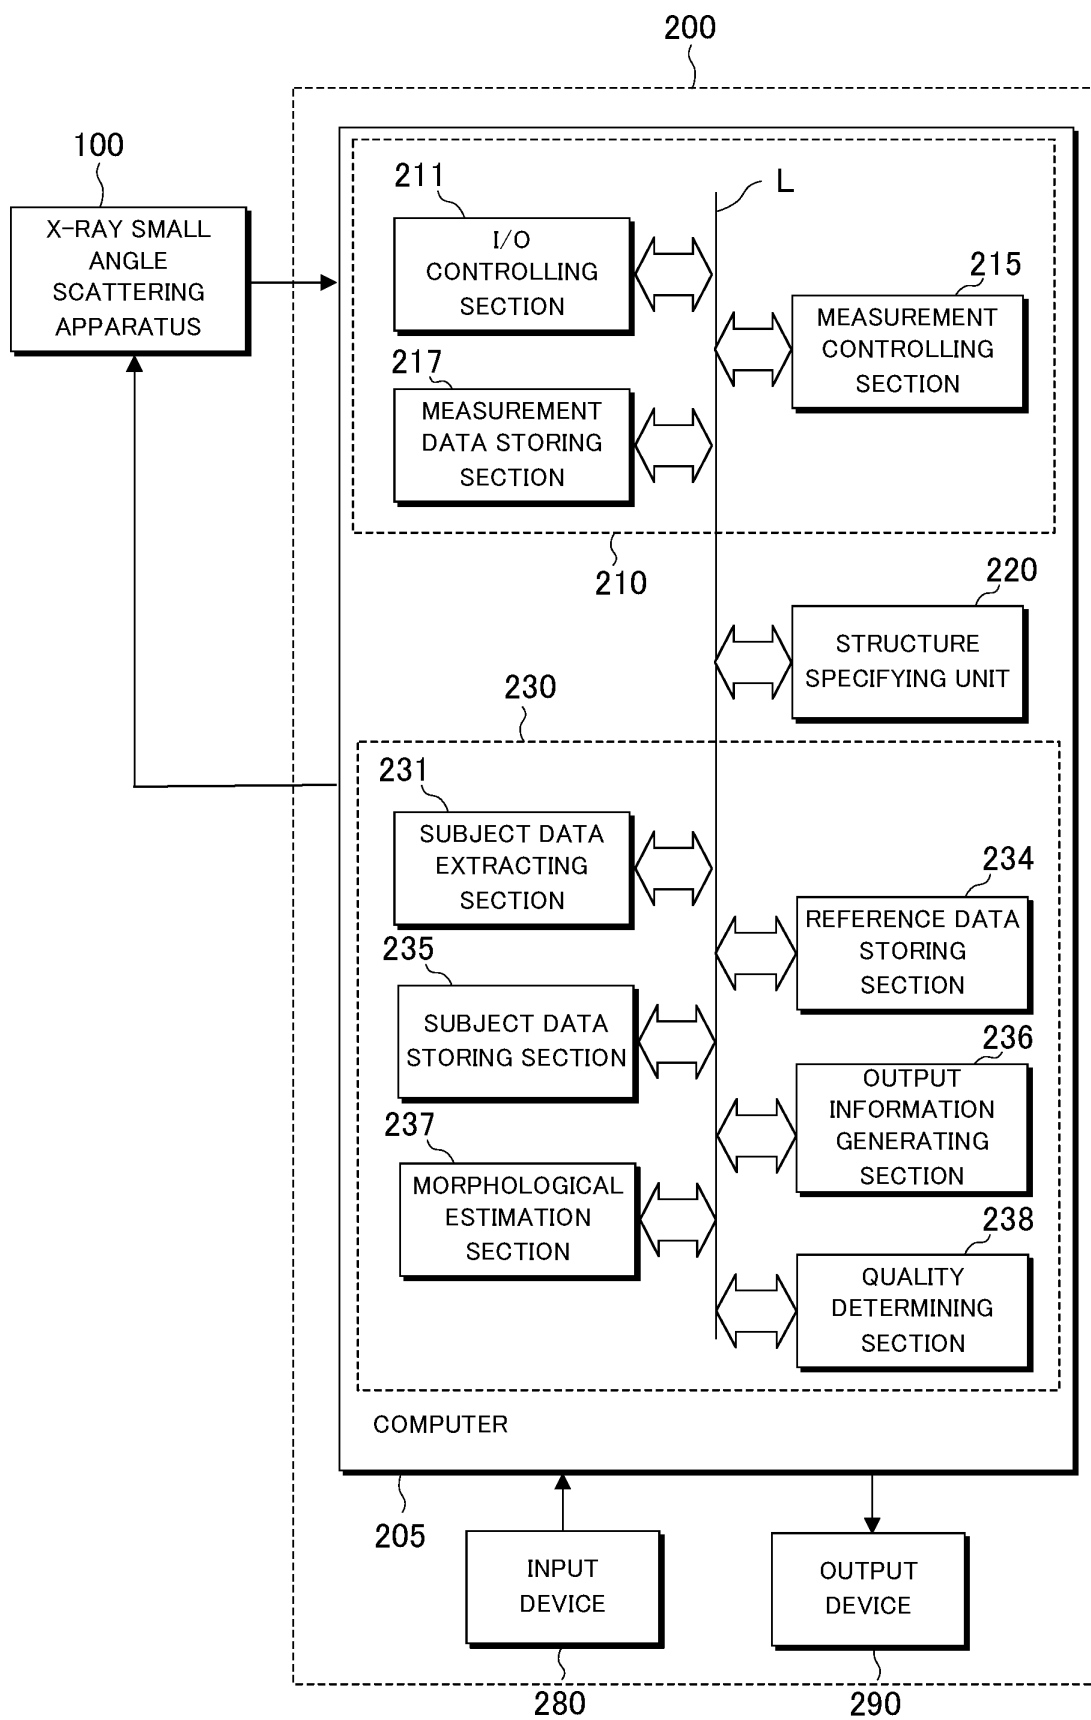 200
100
X-RAY SMALL
ANGLE
SCATTERING
APPARATUS
211
I/O
CONTROLLING
SECTION
L
215
MEASUREMENT
CONTROLLING
SECTION
217
MEASUREMENT
DATA STORING
SECTION
210
220
STRUCTURE
SPECIFYING UNIT
230
231
SUBJECT DATA
EXTRACTING
SECTION
234
REFERENCE DATA
STORING
SECTION
235
SUBJECT DATA
STORING SECTION
236
OUTPUT
INFORMATION
GENERATING
SECTION
237
MORPHOLOGICAL
ESTIMATION
SECTION
238
QUALITY
DETERMINING
SECTION
COMPUTER
205
INPUT
DEVICE
OUTPUT
DEVICE
280
290